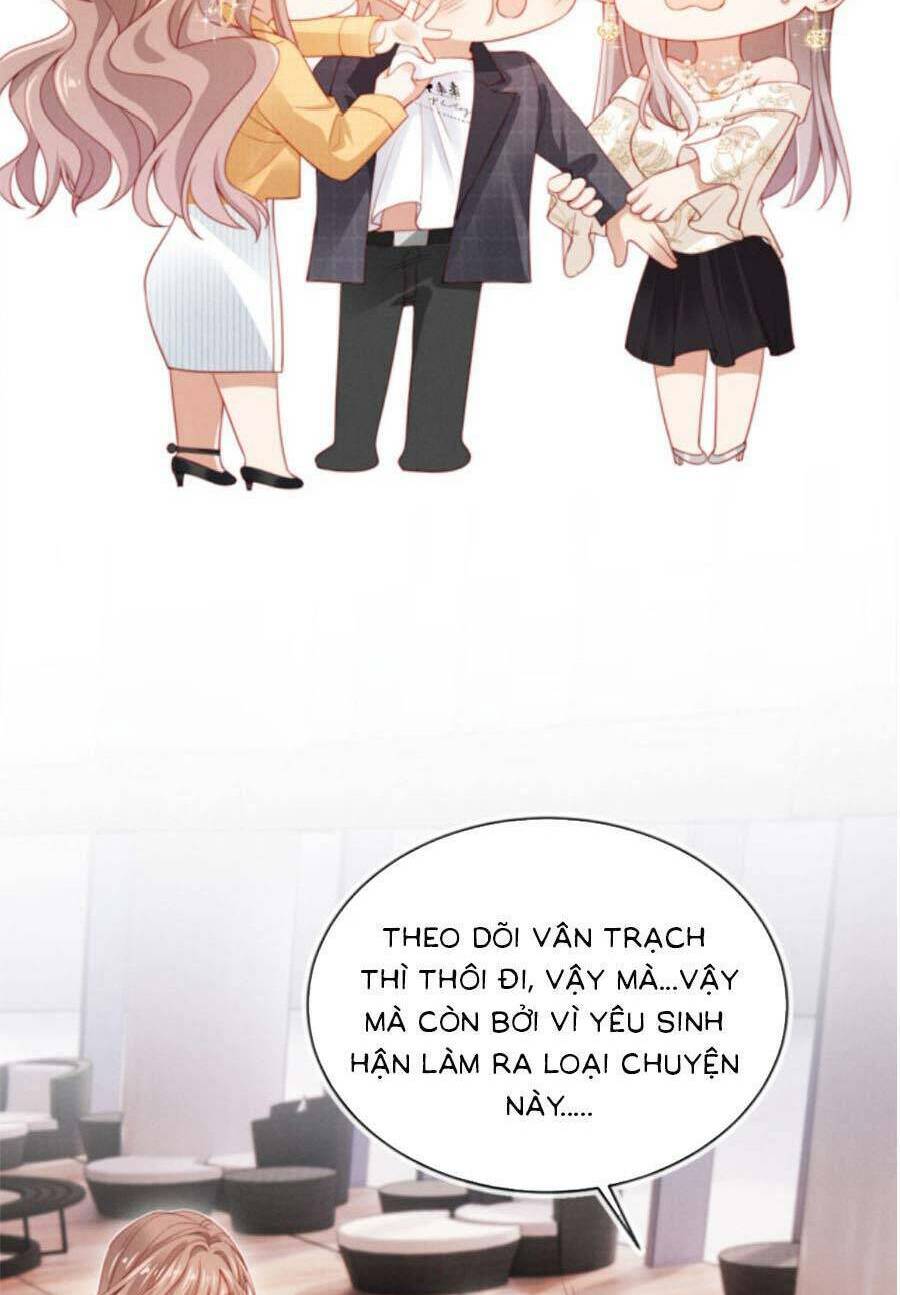 THEO DÕI VÂN TRẠCH
THÌ THÔI ĐI, VẬY MÀ...VẬY
MÀ CÒN BỞI VÌ YÊU SINH
HẬN LÀM RA LOẠI CHUYỆN
NÀY.....